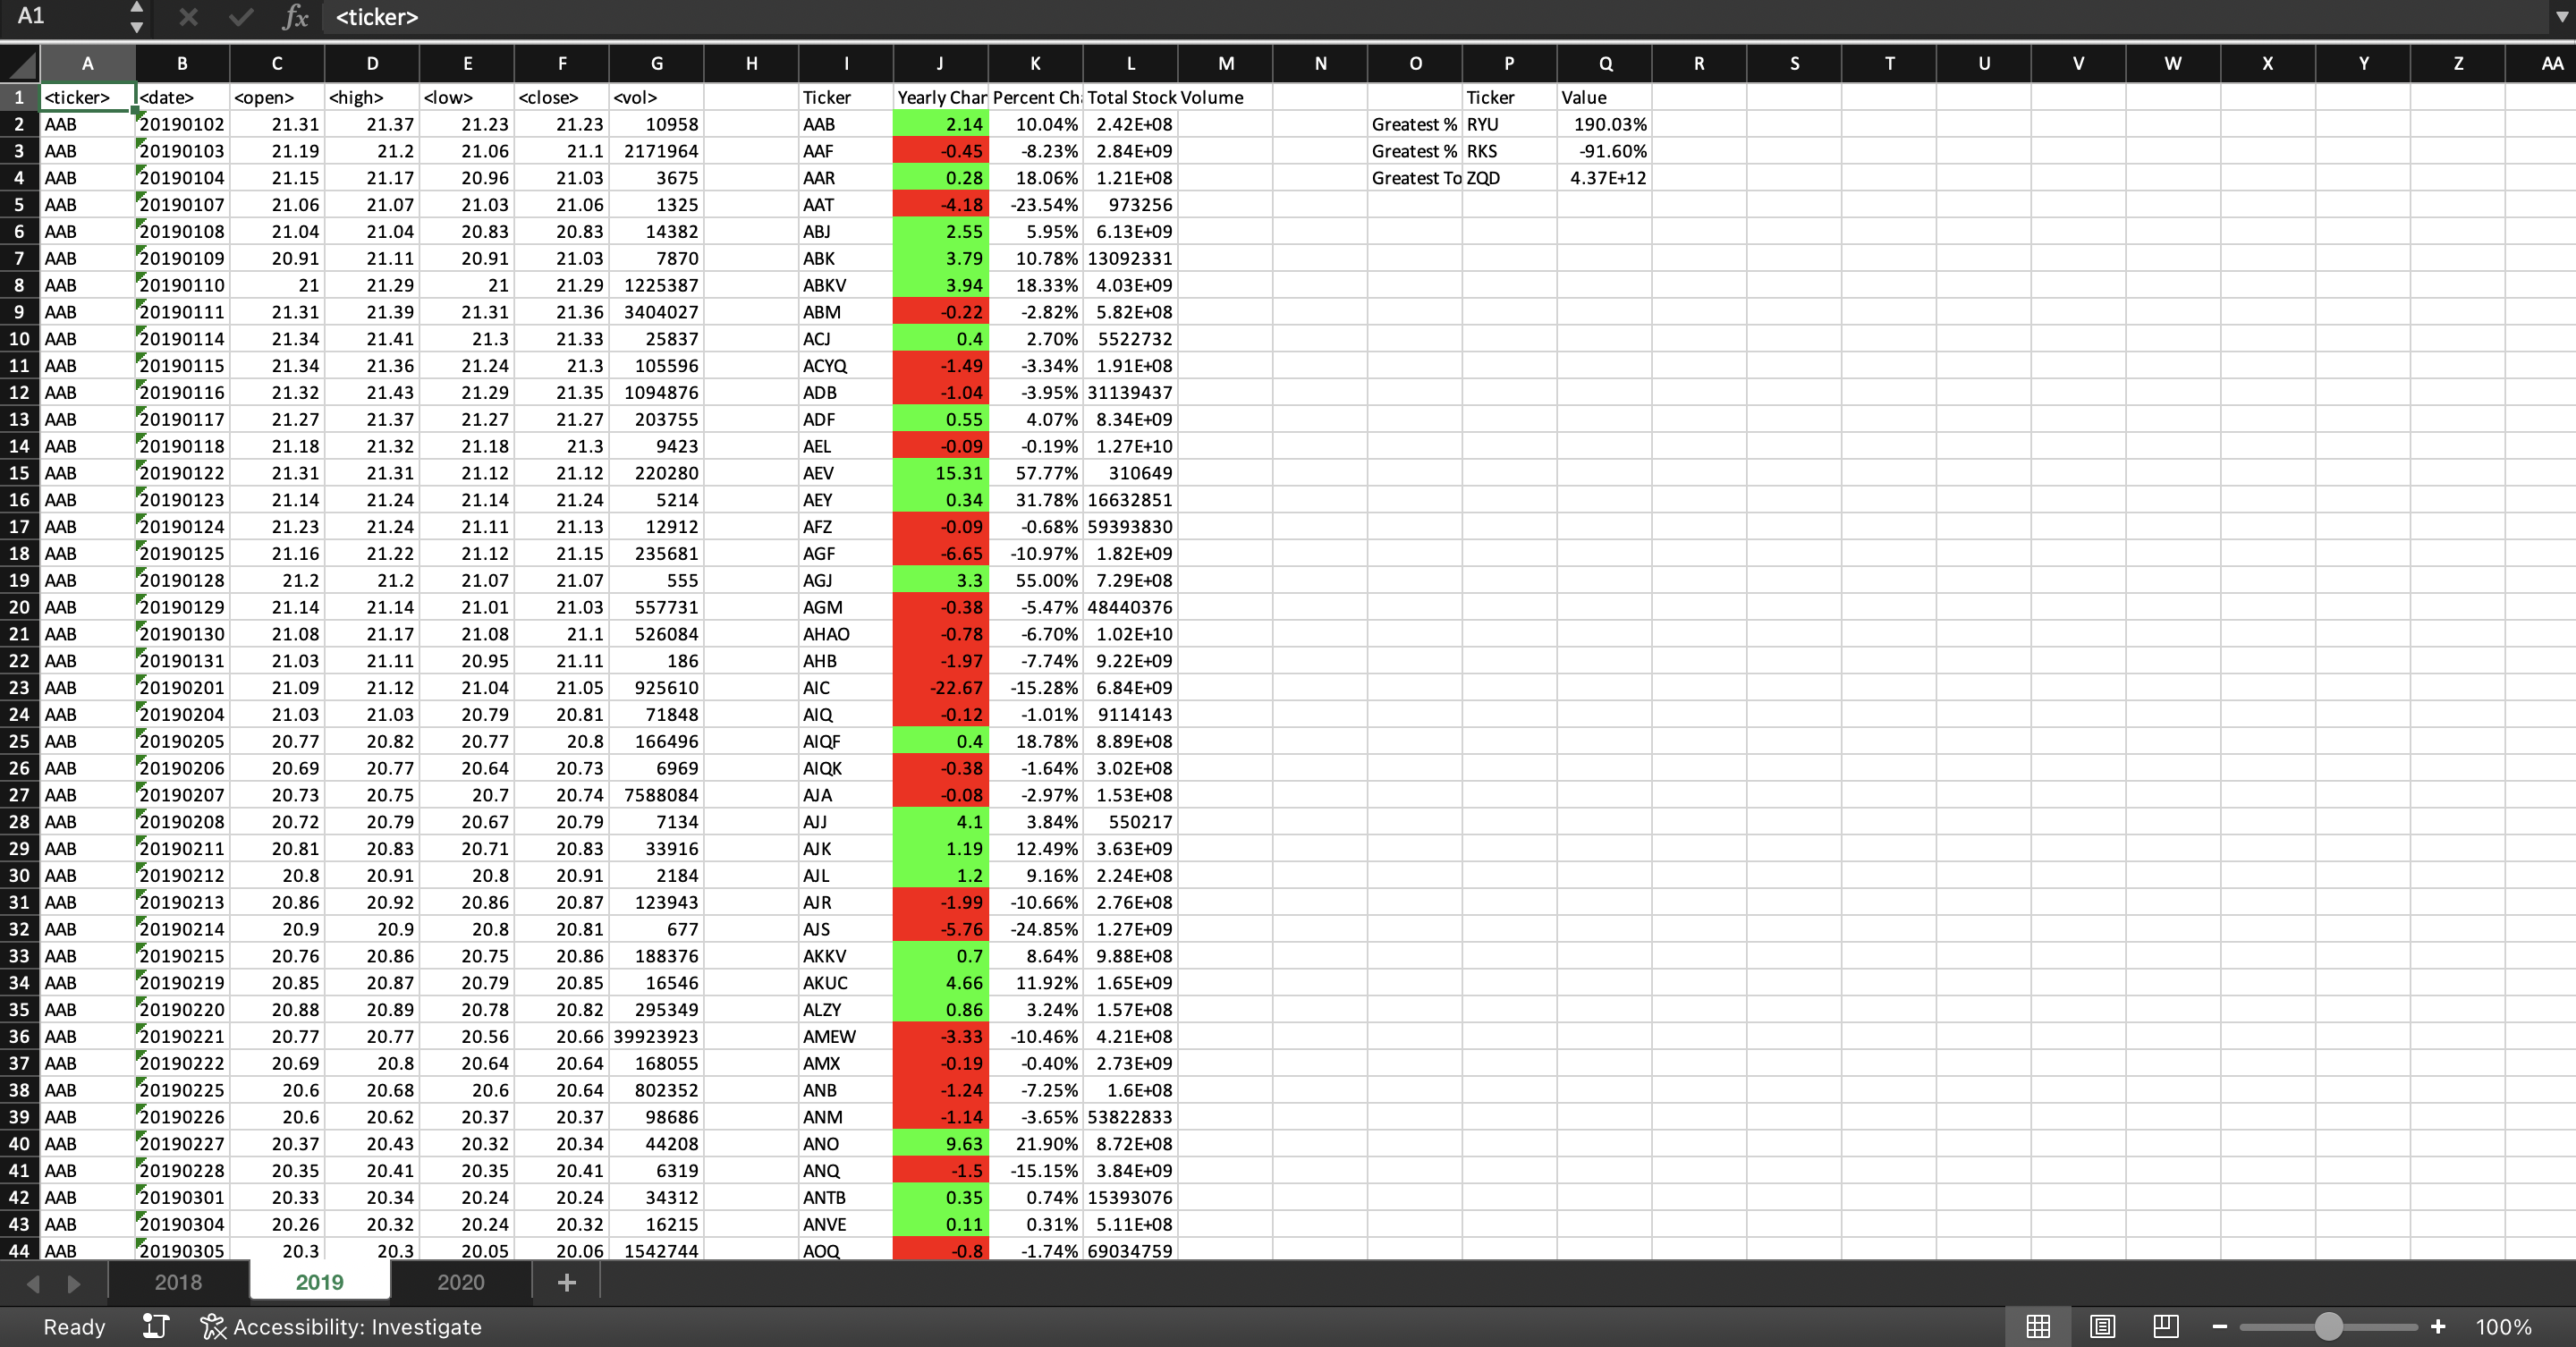 A1 fx <ticker>
A B C D E F G H I J K L M N O P Q R S T U V W X Y Z AA
1 <ticker> <date> <open> <high> <low> <close> <vol> Ticker Yearly Char Percent Ch Total Stock Volume Ticker Value
2 AAB 20190102 21.31 21.37 21.23 21.23 10958 AAB 2.14 10.04% 2.42E+08 Greatest % RYU 190.03%
3 AAB 20190103 21.19 21.2 21.06 21.1 2171964 AAF -0.45 -8.23% 2.84E+09 Greatest % RKS -91.60%
4 AAB 20190104 21.15 21.17 20.96 21.03 3675 AAR 0.28 18.06% 1.21E+08 Greatest To ZQD 4.37E+12
5 AAB 20190107 21.06 21.07 21.03 21.06 1325 AAT -4.18 -23.54% 973256
6 AAB 20190108 21.04 21.04 20.83 20.83 14382 ABJ 2.55 5.95% 6.13E+09
7 AAB 20190109 20.91 21.11 20.91 21.03 7870 ABK 3.79 10.78% 13092331
8 AAB 20190110 21 21.29 21 21.29 1225387 ABKV 3.94 18.33% 4.03E+09
9 AAB 20190111 21.31 21.39 21.31 21.36 3404027 ABM -0.22 -2.82% 5.82E+08
10 AAB 20190114 21.34 21.41 21.3 21.33 25837 ACJ 0.4 2.70% 5522732
11 AAB 20190115 21.34 21.36 21.24 21.3 105596 ACYQ -1.49 -3.34% 1.91E+08
12 AAB 20190116 21.32 21.43 21.29 21.35 1094876 ADB -1.04 -3.95% 31139437
13 AAB 20190117 21.27 21.37 21.27 21.27 203755 ADF 0.55 4.07% 8.34E+09
14 AAB 20190118 21.18 21.32 21.18 21.3 9423 AEL -0.09 -0.19% 1.27E+10
15 AAB 20190122 21.31 21.31 21.12 21.12 220280 AEV 15.31 57.77% 310649
16 AAB 20190123 21.14 21.24 21.14 21.24 5214 AEY 0.34 31.78% 16632851
17 AAB 20190124 21.23 21.24 21.11 21.13 12912 AFZ -0.09 -0.68% 59393830
18 AAB 20190125 21.16 21.22 21.12 21.15 235681 AGF -6.65 -10.97% 1.82E+09
19 AAB 20190128 21.2 21.2 21.07 21.07 555 AGJ 3.3 55.00% 7.29E+08
20 AAB 20190129 21.14 21.14 21.01 21.03 557731 AGM -0.38 -5.47% 48440376
21 AAB 20190130 21.08 21.17 21.08 21.1 526084 AHAO -0.78 -6.70% 1.02E+10
22 AAB 20190131 21.03 21.11 20.95 21.11 186 AHB -1.97 -7.74% 9.22E+09
23 AAB 20190201 21.09 21.12 21.04 21.05 925610 AIC -22.67 -15.28% 6.84E+09
24 AAB 20190204 21.03 21.03 20.79 20.81 71848 AIQ -0.12 -1.01% 9114143
25 AAB 20190205 20.77 20.82 20.77 20.8 166496 AIQF 0.4 18.78% 8.89E+08
26 AAB 20190206 20.69 20.77 20.64 20.73 6969 AIQK -0.38 -1.64% 3.02E+08
27 AAB 20190207 20.73 20.75 20.7 20.74 7588084 AJA -0.08 -2.97% 1.53E+08
28 AAB 20190208 20.72 20.79 20.67 20.79 7134 AJJ 4.1 3.84% 550217
29 AAB 20190211 20.81 20.83 20.71 20.83 33916 AJK 1.19 12.49% 3.63E+09
30 AAB 20190212 20.8 20.91 20.8 20.91 2184 AJL 1.2 9.16% 2.24E+08
31 AAB 20190213 20.86 20.92 20.86 20.87 123943 AJR -1.99 -10.66% 2.76E+08
32 AAB 20190214 20.9 20.9 20.8 20.81 677 AJS -5.76 -24.85% 1.27E+09
33 AAB 20190215 20.76 20.86 20.75 20.86 188376 AKKV 0.7 8.64% 9.88E+08
34 AAB 20190219 20.85 20.87 20.79 20.85 16546 AKUC 4.66 11.92% 1.65E+09
35 AAB 20190220 20.88 20.89 20.78 20.82 295349 ALZY 0.86 3.24% 1.57E+08
36 AAB 20190221 20.77 20.77 20.56 20.66 39923923 AMEW -3.33 -10.46% 4.21E+08
37 AAB 20190222 20.69 20.8 20.64 20.64 168055 AMX -0.19 -0.40% 2.73E+09
38 AAB 20190225 20.6 20.68 20.6 20.64 802352 ANB -1.24 -7.25% 1.6E+08
39 AAB 20190226 20.6 20.62 20.37 20.37 98686 ANM -1.14 -3.65% 53822833
40 AAB 20190227 20.37 20.43 20.32 20.34 44208 ANO 9.63 21.90% 8.72E+08
41 AAB 20190228 20.35 20.41 20.35 20.41 6319 ANQ -1.5 -15.15% 3.84E+09
42 AAB 20190301 20.33 20.34 20.24 20.24 34312 ANTB 0.35 0.74% 15393076
43 AAB 20190304 20.26 20.32 20.24 20.32 16215 ANVE 0.11 0.31% 5.11E+08
44 AAB 20190305 20.3 20.3 20.05 20.06 1542744 AOQ -0.8 -1.74% 69034759
2018 2019 2020 +
Ready Accessibility: Investigate 100%